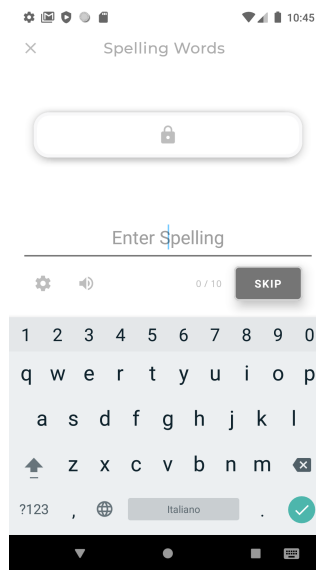 10:45
Spelling Words
Enter Spelling
0 / 10
SKIP
1 2 3 4 5 6 7 8 9 0
q w e r t y u i o p
a s d f g h j k l
z x c v b n m
?123 , Italiano .